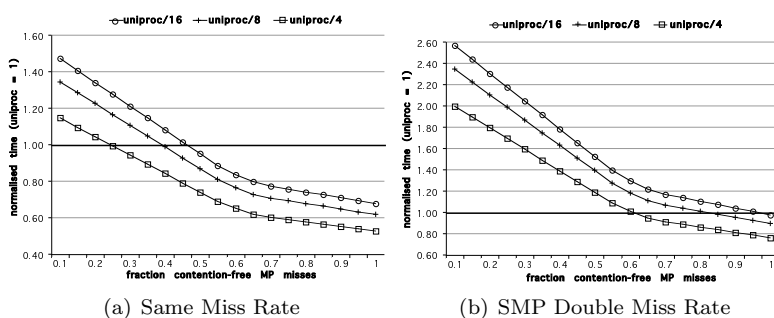 uniproc/16 uniproc/8 uniproc/4
1.60
1.40
1.20
1.00
0.80
0.60
0.40
normalised time (uniproc = 1)
0.1 0.2 0.3 0.4 0.5 0.6 0.7 0.8 0.9 1
fraction contention-free MP misses
(a) Same Miss Rate
uniproc/16 uniproc/8 uniproc/4
2.60
2.40
2.20
2.00
1.80
1.60
1.40
1.20
1.00
0.80
0.60
normalised time (uniproc = 1)
0.1 0.2 0.3 0.4 0.5 0.6 0.7 0.8 0.9 1
fraction contention-free MP misses
(b) SMP Double Miss Rate